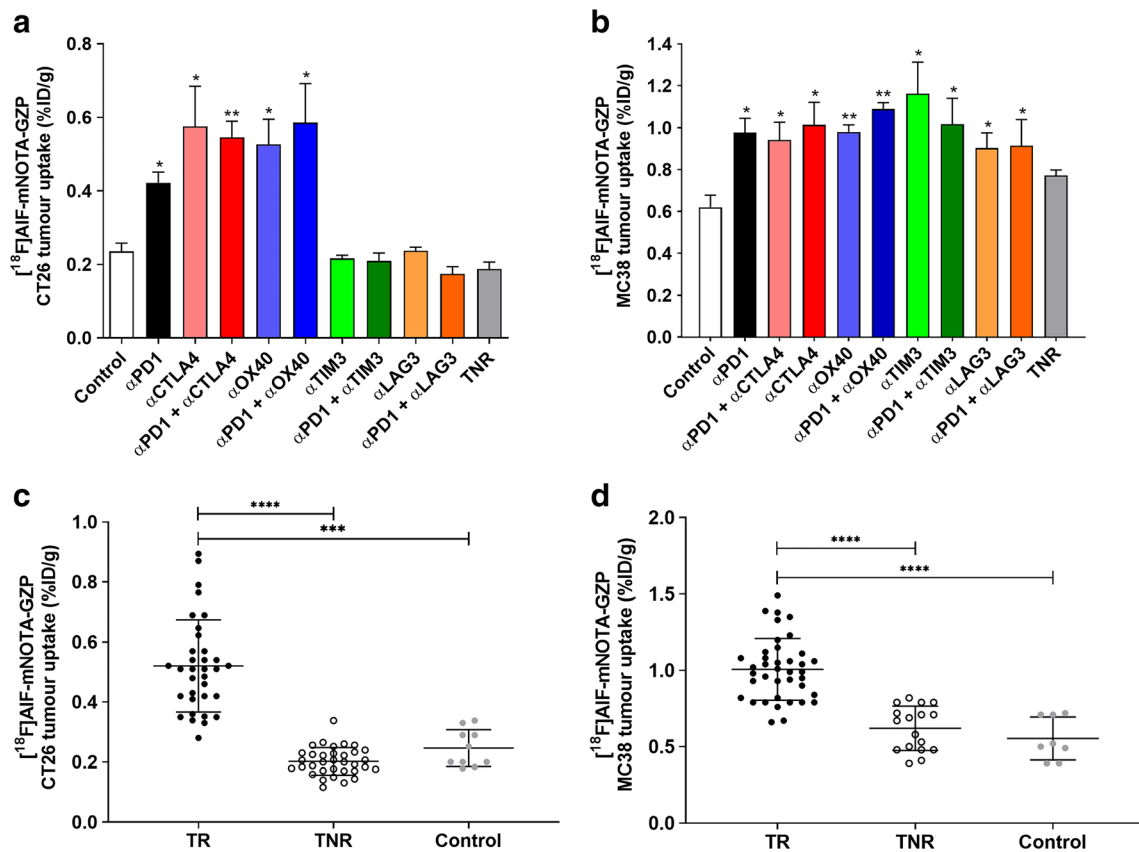 a
[¹⁸F]AlF-mNOTA-GZP
CT26 tumour uptake (%ID/g)
0.8
0.6
0.4
0.2
0.0
*
*
**
*
*
Control
αPD1
αCTLA4
αPD1 + αCTLA4
αOX40
αPD1 + αOX40
αTIM3
αPD1 + αTIM3
αLAG3
αPD1 + αLAG3
TNR
b
[¹⁸F]AlF-mNOTA-GZP
MC38 tumour uptake (%ID/g)
1.4
1.2
1.0
0.8
0.6
0.4
0.2
0.0
*
*
*
**
**
*
*
*
*
Control
αPD1
αPD1 + αCTLA4
αCTLA4
αOX40
αPD1 + αOX40
αTIM3
αPD1 + αTIM3
αLAG3
αPD1 + αLAG3
TNR
c
[¹⁸F]AlF-mNOTA-GZP
CT26 tumour uptake (%ID/g)
1.0
0.8
0.6
0.4
0.2
0.0
****
***
TR
TNR
Control
d
[¹⁸F]AlF-mNOTA-GZP
MC38 tumour uptake (%ID/g)
2.0
1.5
1.0
0.5
0.0
****
****
TR
TNR
Control